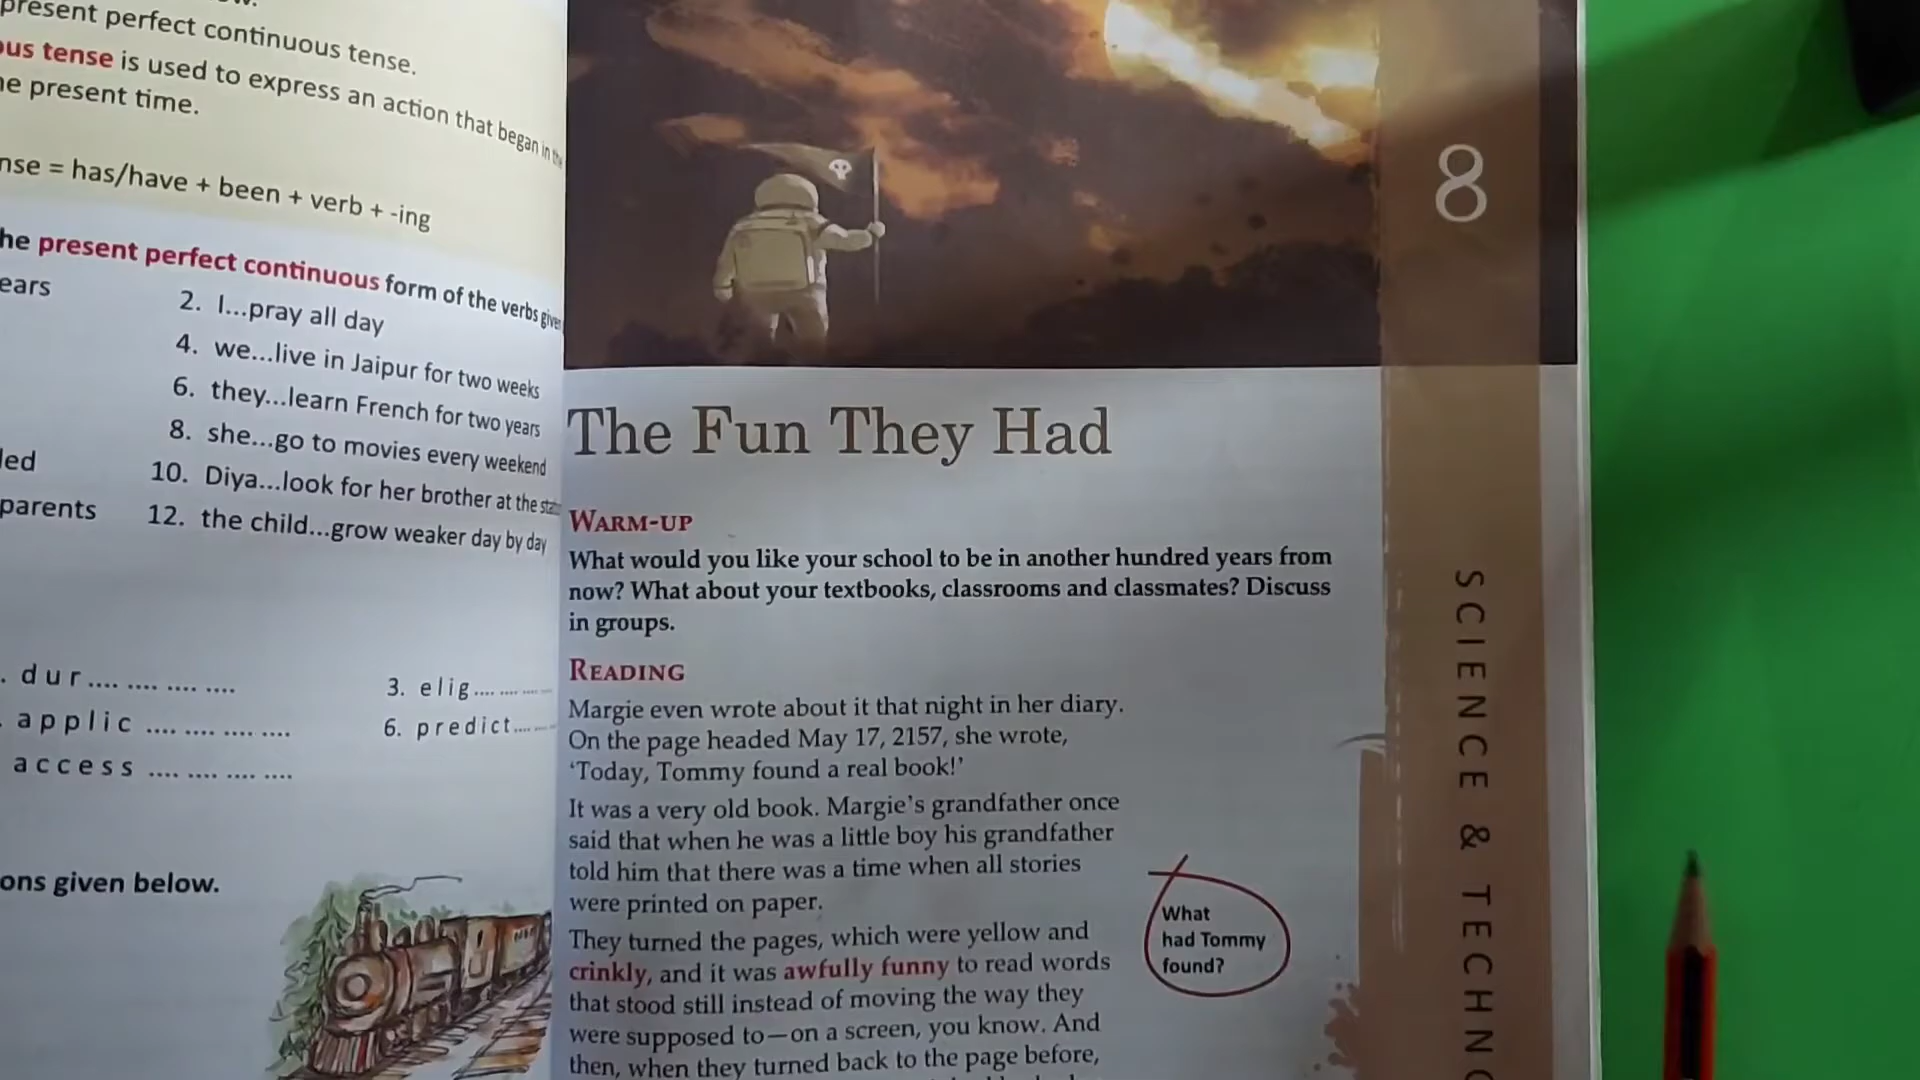 present perfect continuous tense.
ous tense is used to express an action that began in the
he present time.
nse = has/have + been + verb + -ing
he present perfect continuous form of the verbs given
ears
2. I...pray all day
4. we...live in Jaipur for two weeks
6. they...learn French for two years
8. she...go to movies every weekend
led
10. Diya...look for her brother at the
parents
12. the child...grow weaker day by day
. dur.... .... .... ....
3. elig.... .... .... ....
. applic .... .... .... ....
6. predict.... ....
access .... .... .... ....
ons given below.
8
The Fun They Had
WARM-UP
What would you like your school to be in another hundred years from
now? What about your textbooks, classrooms and classmates? Discuss
in groups.
READING
Margie even wrote about it that night in her diary.
On the page headed May 17, 2157, she wrote,
‘Today, Tommy found a real book!’
It was a very old book. Margie’s grandfather once
said that when he was a little boy his grandfather
told him that there was a time when all stories
were printed on paper.
They turned the pages, which were yellow and
crinkly, and it was awfully funny to read words
that stood still instead of moving the way they
were supposed to—on a screen, you know. And
then, when they turned back to the page before,
What
had Tommy
found?
SCIENCE & TECHNO